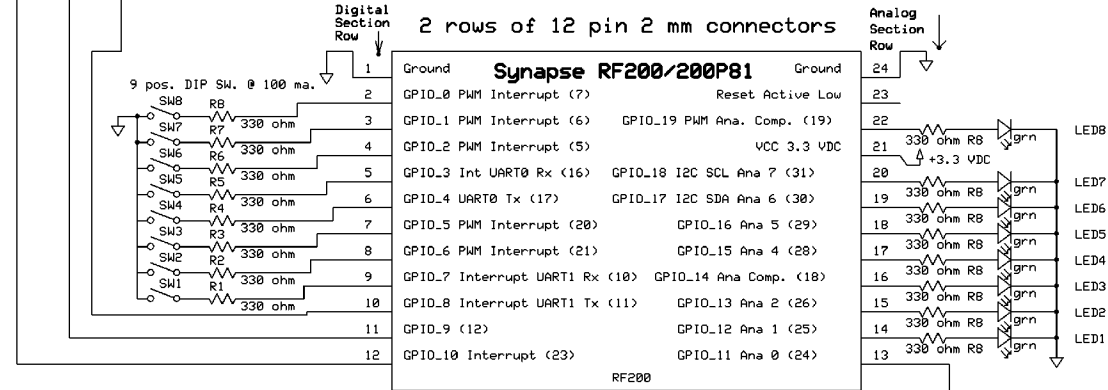 Digital
Section
Row
2 rows of 12 pin 2 mm connectors
Analog
Section
Row
1 Ground Synapse RF200/200P81 Ground 24
9 pos. DIP SW. @ 100 ma.
2 GPIO_0 PWM Interrupt (7) Reset Active Low 23
SW8 R8 330 ohm
3 GPIO_1 PWM Interrupt (6) GPIO_19 PWM Ana. Comp. (19) 22
330 ohm R8 grn LED8
SW7 R7 330 ohm
4 GPIO_2 PWM Interrupt (5) VCC 3.3 VDC 21
+3.3 VDC
SW6 R6 330 ohm
5 GPIO_3 Int UART0 Rx (16) GPIO_18 I2C SCL Ana 7 (31) 20
330 ohm R8 grn LED7
SW5 R5 330 ohm
6 GPIO_4 UART0 Tx (17) GPIO_17 I2C SDA Ana 6 (30) 19
330 ohm R8 grn LED6
SW4 R4 330 ohm
7 GPIO_5 PWM Interrupt (20) GPIO_16 Ana 5 (29) 18
330 ohm R8 grn LED5
SW3 R3 330 ohm
8 GPIO_6 PWM Interrupt (21) GPIO_15 Ana 4 (28) 17
330 ohm R8 grn LED4
SW2 R2 330 ohm
9 GPIO_7 Interrupt UART1 Rx (10) GPIO_14 Ana Comp. (18) 16
330 ohm R8 grn LED3
SW1 R1 330 ohm
10 GPIO_8 Interrupt UART1 Tx (11) GPIO_13 Ana 2 (26) 15
330 ohm R8 grn LED2
11 GPIO_9 (12) GPIO_12 Ana 1 (25) 14
330 ohm R8 grn LED1
12 GPIO_10 Interrupt (23) GPIO_11 Ana 0 (24) 13
RF200